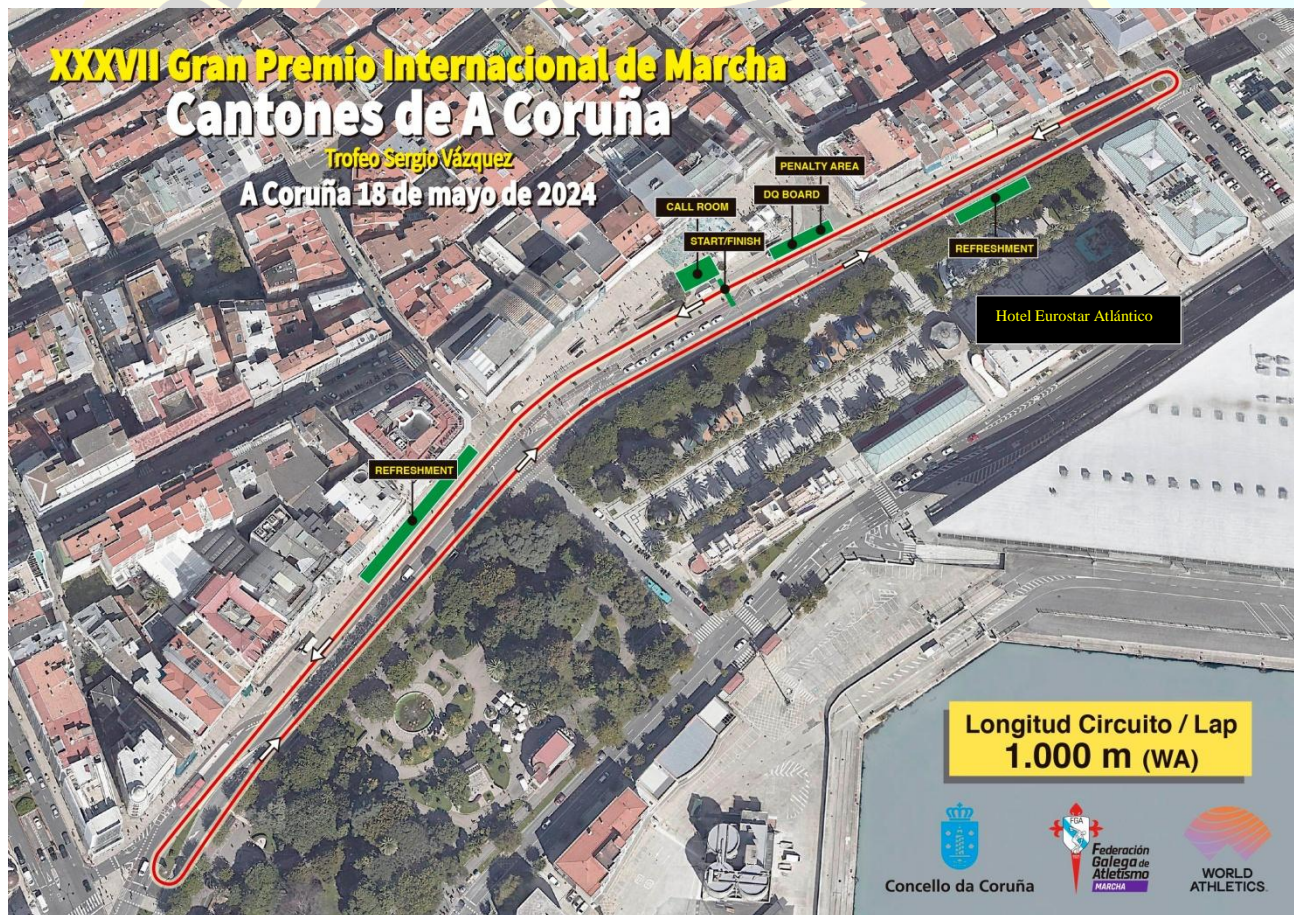 XXXVII Gran Premio Internacional de Marcha
Cantones de A Coruña
Trofeo Sergio Vázquez
A Coruña 18 de mayo de 2024
PENALTY AREA
DQ BOARD
CALL ROOM
START/FINISH
REFRESHMENT
Hotel Eurostar Atlántico
REFRESHMENT
Longitud Circuito / Lap
1.000 m (WA)
Concello da Coruña
FGA
Federación
Galega de
Atletismo
MARCHA
WORLD
ATHLETICS